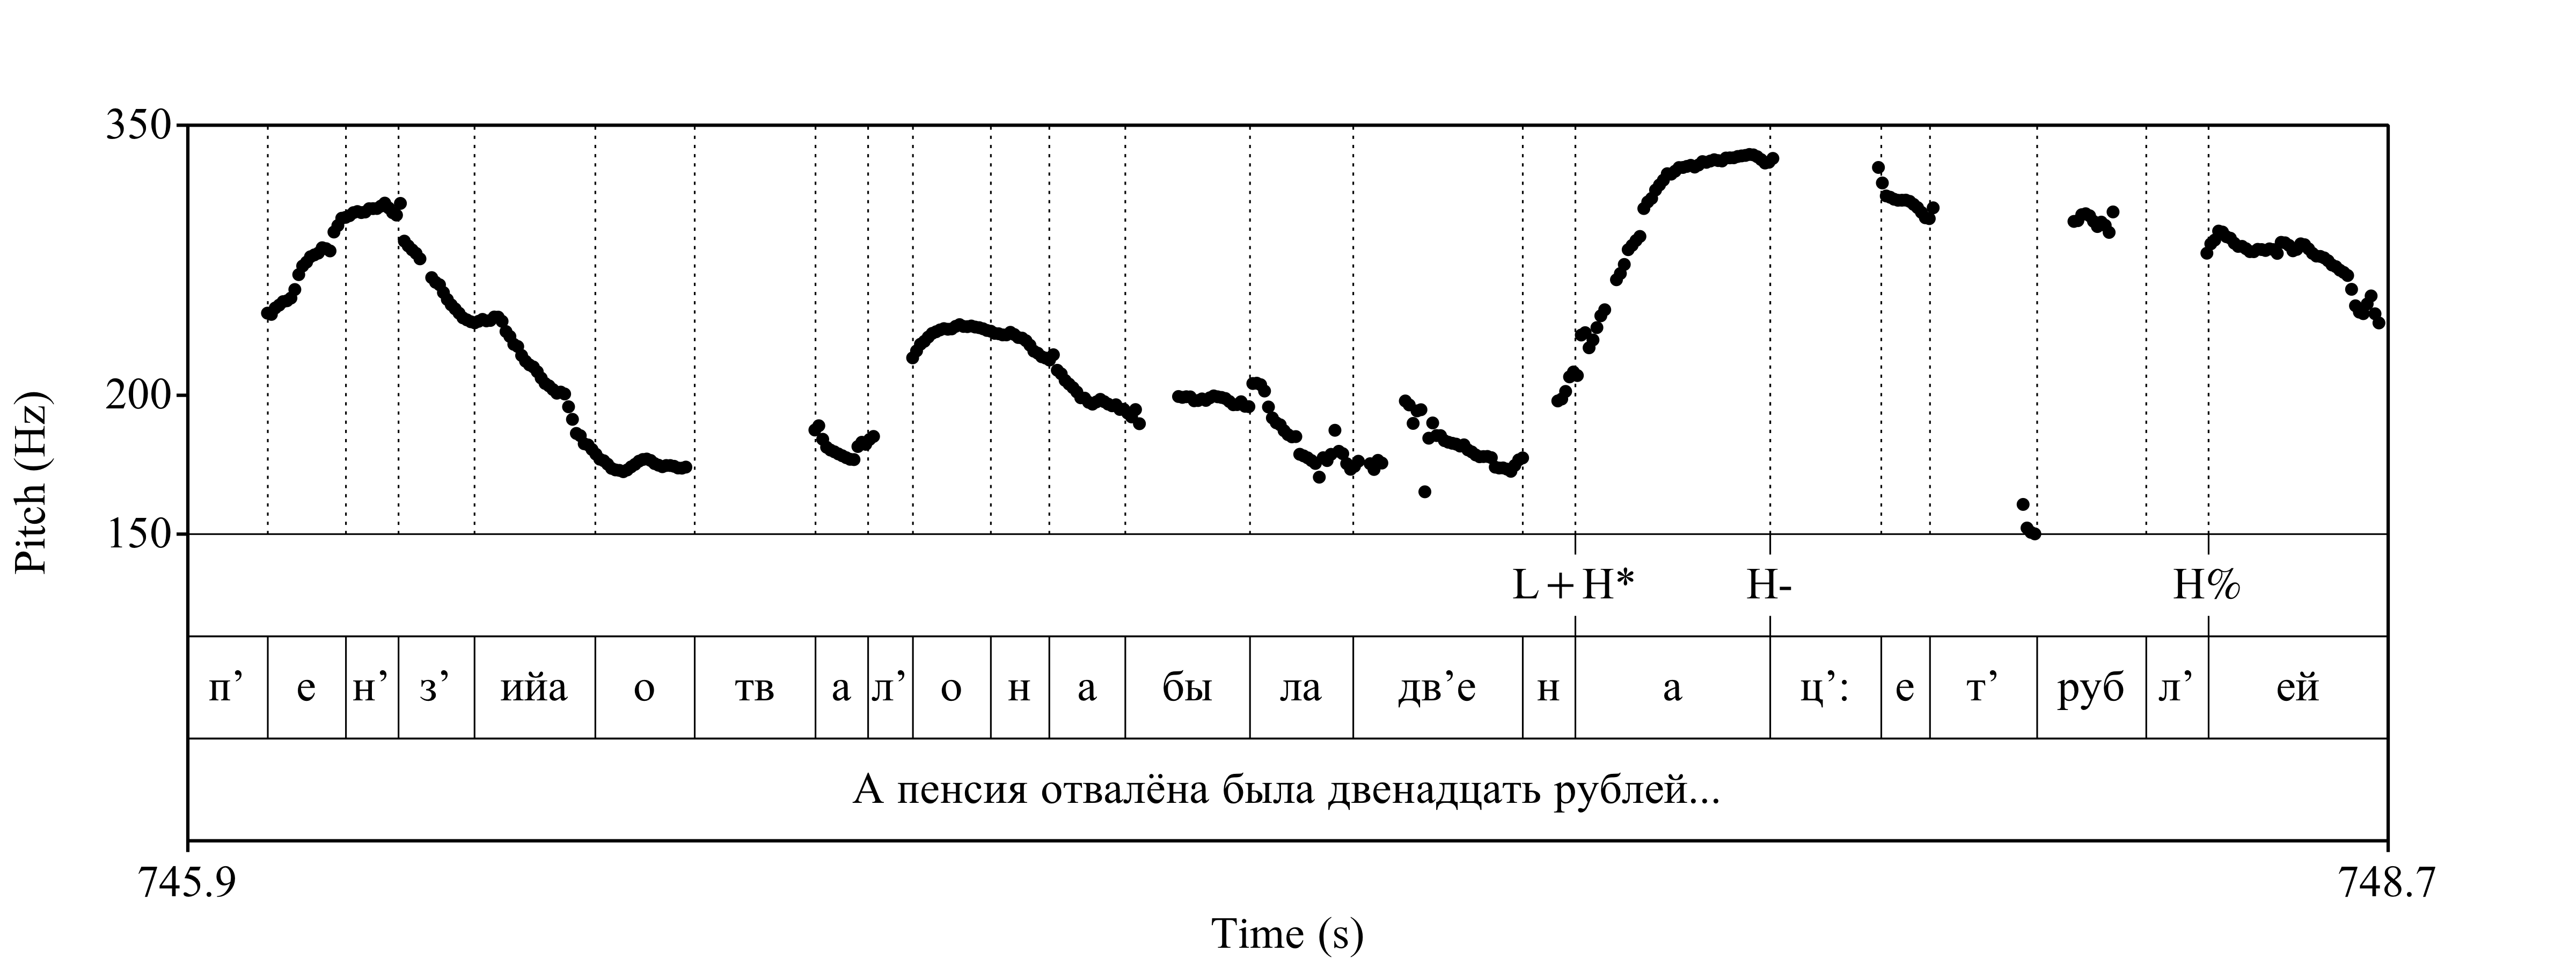 350
200
150
Pitch (Hz)
L+H* H- H%
п’ е н’ з’ ийа о тв а л’ о н а бы ла дв’е н а ц’: е т’ руб л’ ей
А пенсия отвалёна была двенадцать рублей...
745.9 748.7
Time (s)